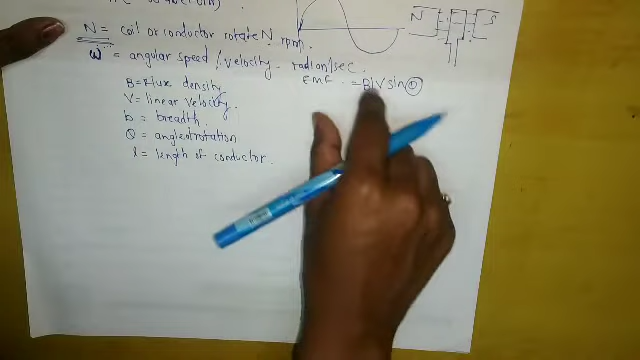 N S
N = coil or conductor rotate N rpm.
ω = angular speed / velocity - radian/sec.
EMF = BlV sin θ
B = Flux density
V = linear velocity.
b = breadth.
θ = angle of rotation
l = length of conductor.